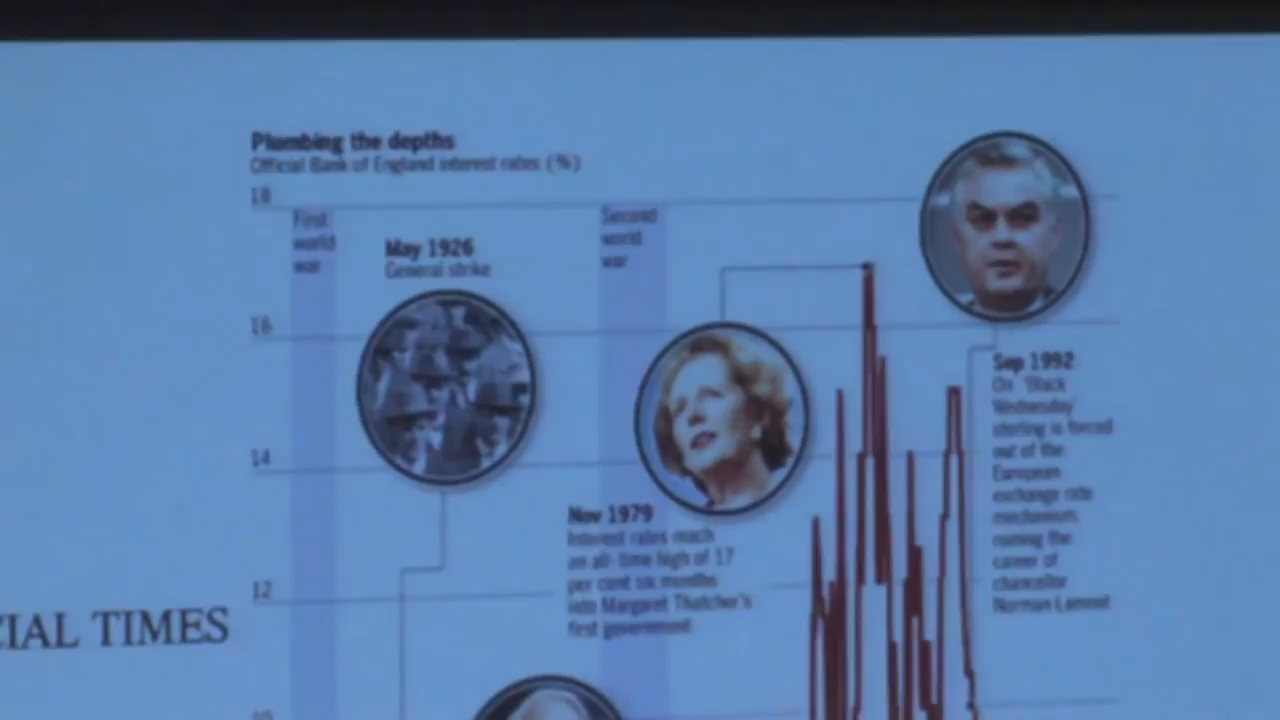 Plumbing the depths
Official Bank of England interest rates (%)
18
First
world
war
Second
world
war
May 1926
General strike
16
Sep 1992
On 'Black
Wednesday'
sterling is forced
out of the
European
exchange rate
mechanism
ruining the
career of
chancellor
Norman Lamont
14
Nov 1979
Interest rates reach
an all-time high of 17
per cent six months
into Margaret Thatcher's
first government
12
CIAL TIMES
10